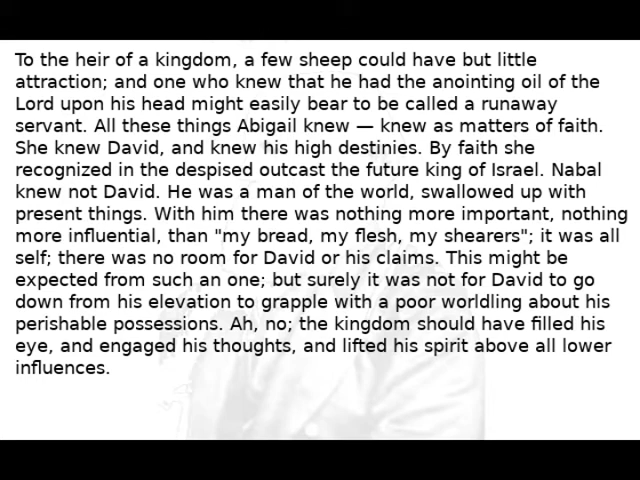 To the heir of a kingdom, a few sheep could have but little
attraction; and one who knew that he had the anointing oil of the
Lord upon his head might easily bear to be called a runaway
servant. All these things Abigail knew — knew as matters of faith.
She knew David, and knew his high destinies. By faith she
recognized in the despised outcast the future king of Israel. Nabal
knew not David. He was a man of the world, swallowed up with
present things. With him there was nothing more important, nothing
more influential, than "my bread, my flesh, my shearers"; it was all
self; there was no room for David or his claims. This might be
expected from such an one; but surely it was not for David to go
down from his elevation to grapple with a poor worldling about his
perishable possessions. Ah, no; the kingdom should have filled his
eye, and engaged his thoughts, and lifted his spirit above all lower
influences.